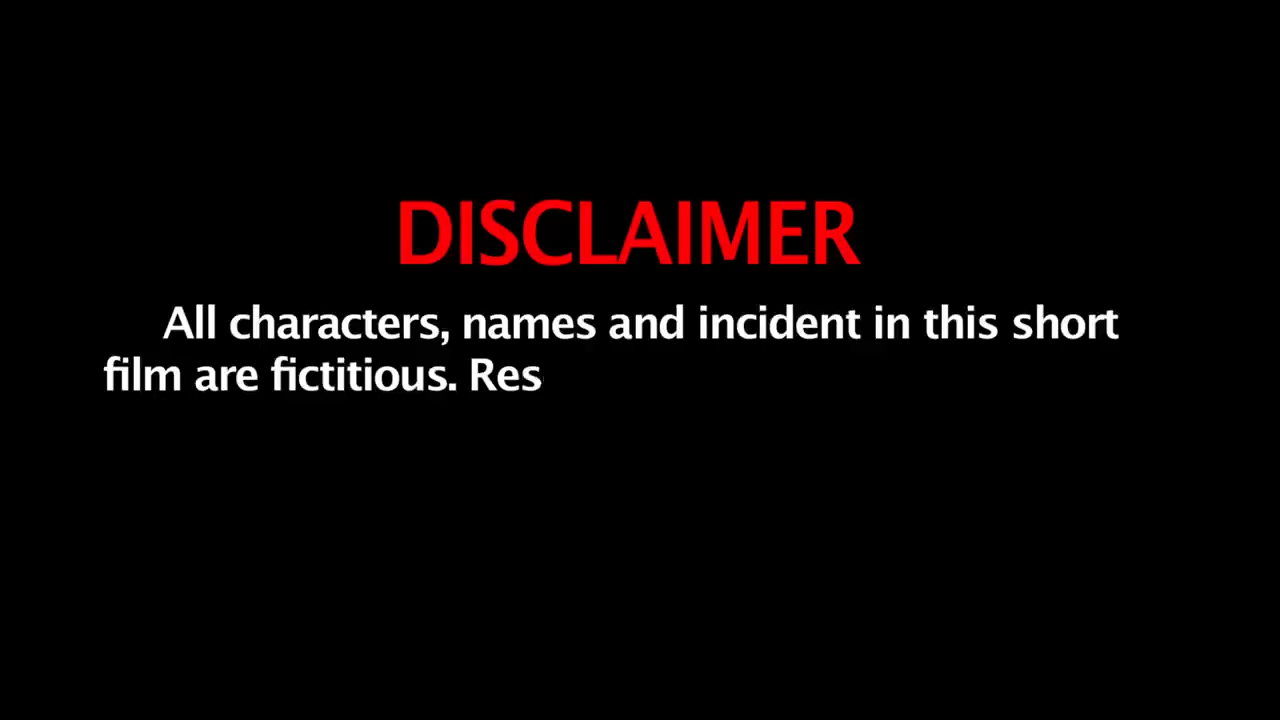 DISCLAIMER
All characters, names and incident in this short
film are fictitious. Res